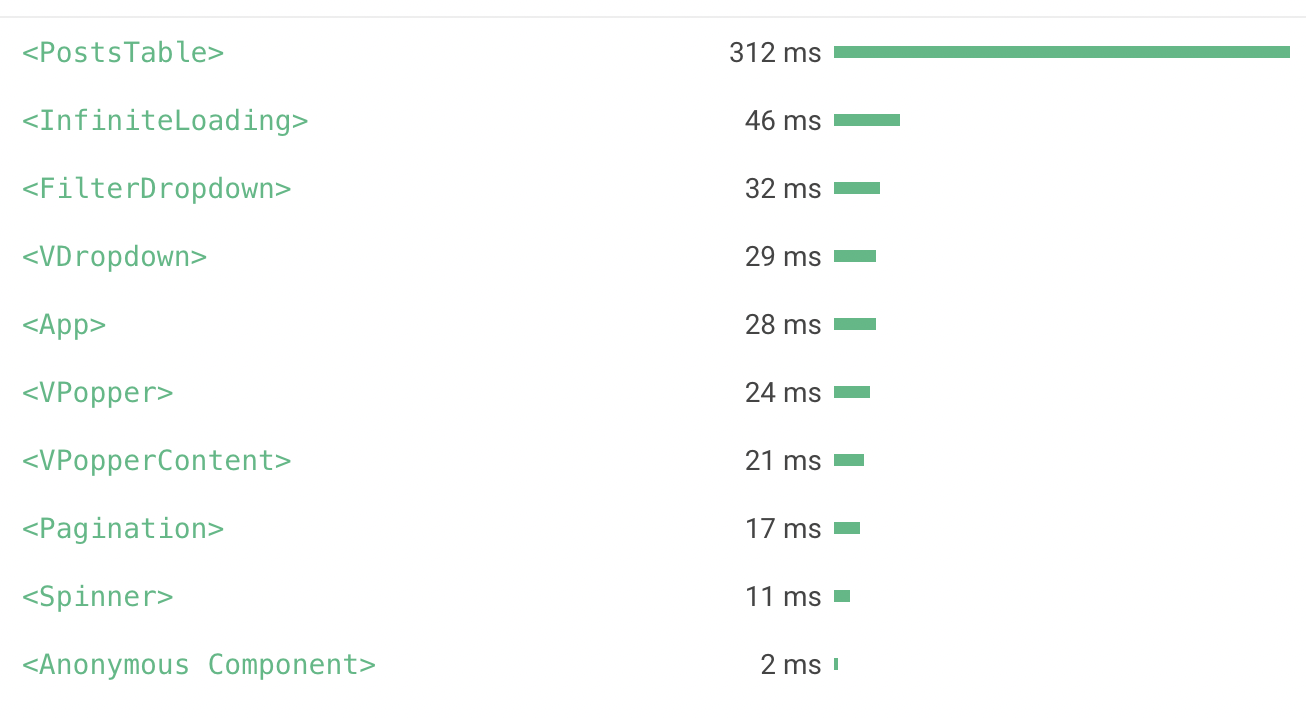 <PostsTable> 312 ms
<InfiniteLoading> 46 ms
<FilterDropdown> 32 ms
<VDropdown> 29 ms
<App> 28 ms
<VPopper> 24 ms
<VPopperContent> 21 ms
<Pagination> 17 ms
<Spinner> 11 ms
<Anonymous Component> 2 ms